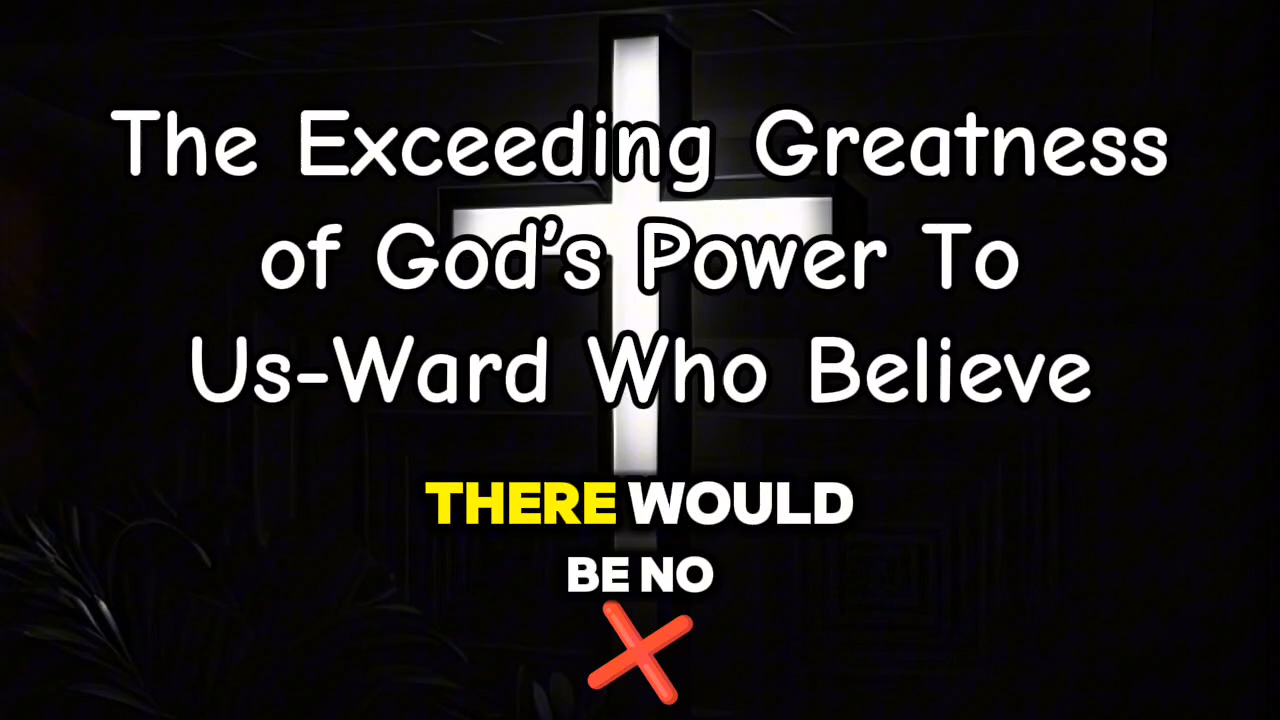 The Exceeding Greatness
of God’s Power To
Us-Ward Who Believe
THERE WOULD
BE NO